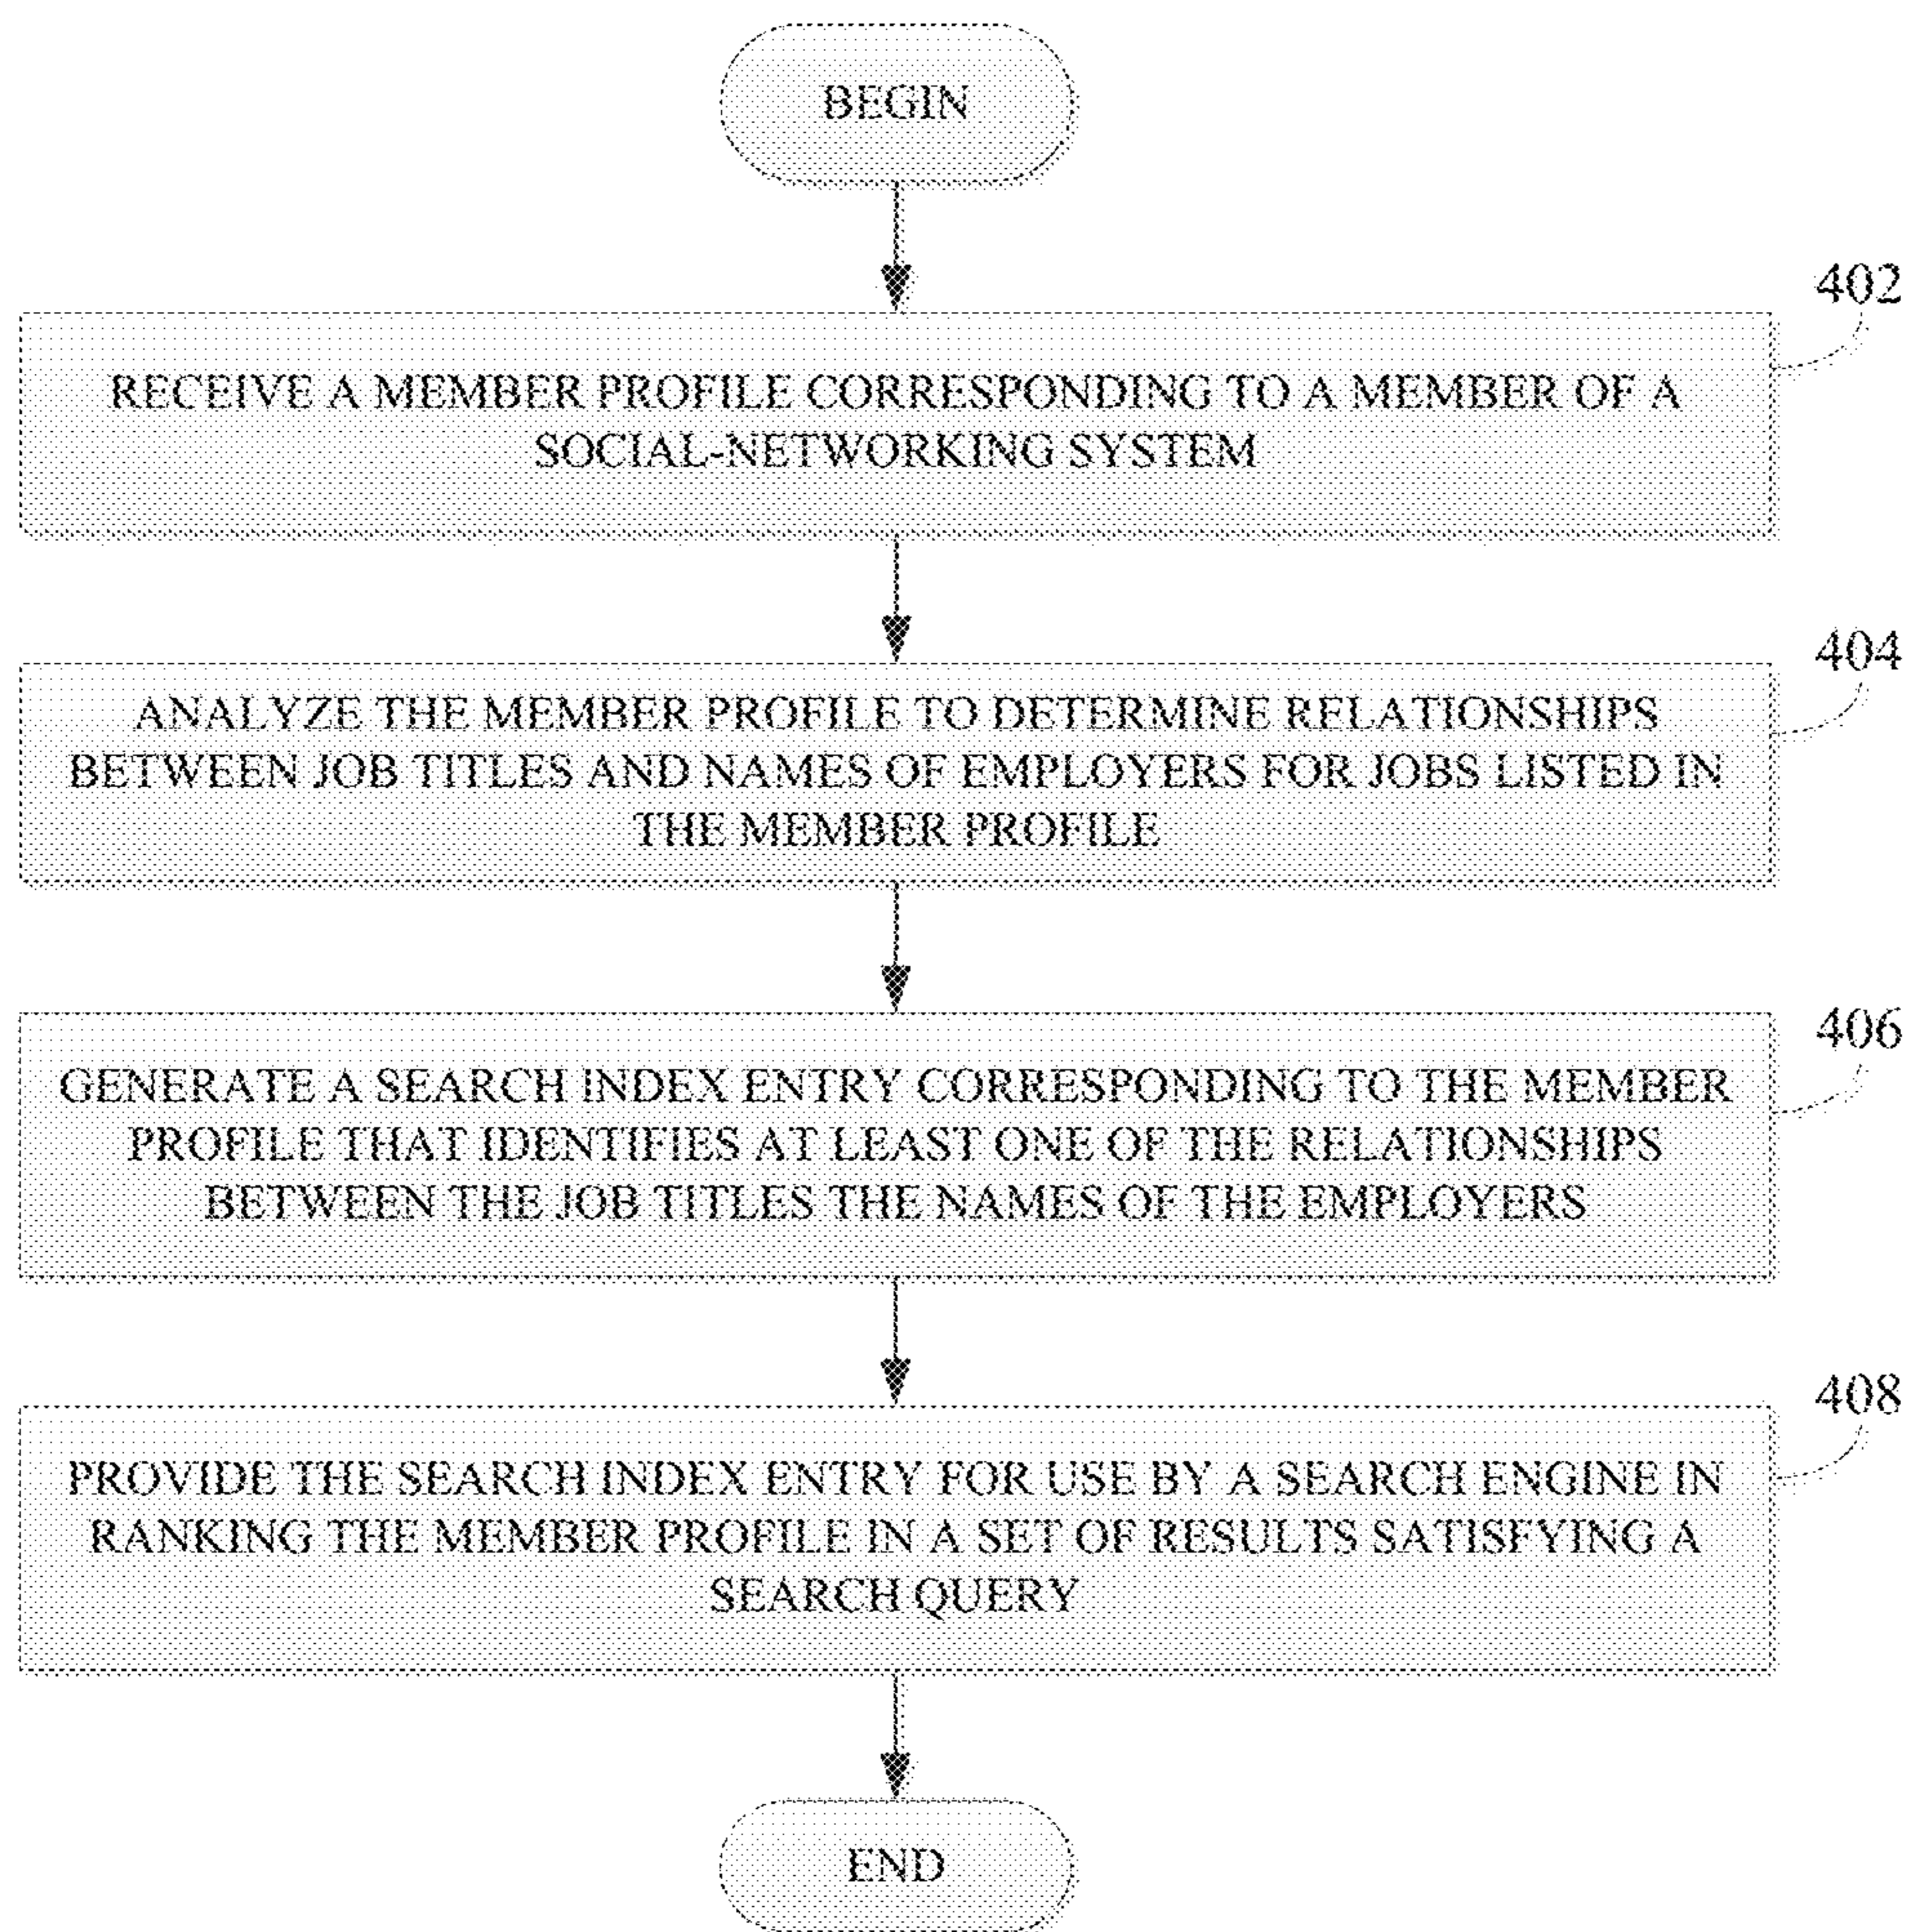 BEGIN
402
RECEIVE A MEMBER PROFILE CORRESPONDING TO A MEMBER OF A
SOCIAL-NETWORKING SYSTEM
404
ANALYZE THE MEMBER PROFILE TO DETERMINE RELATIONSHIPS
BETWEEN JOB TITLES AND NAMES OF EMPLOYERS FOR JOBS LISTED IN
THE MEMBER PROFILE
406
GENERATE A SEARCH INDEX ENTRY CORRESPONDING TO THE MEMBER
PROFILE THAT IDENTIFIES AT LEAST ONE OF THE RELATIONSHIPS
BETWEEN THE JOB TITLES THE NAMES OF THE EMPLOYERS
408
PROVIDE THE SEARCH INDEX ENTRY FOR USE BY A SEARCH ENGINE IN
RANKING THE MEMBER PROFILE IN A SET OF RESULTS SATISFYING A
SEARCH QUERY
END